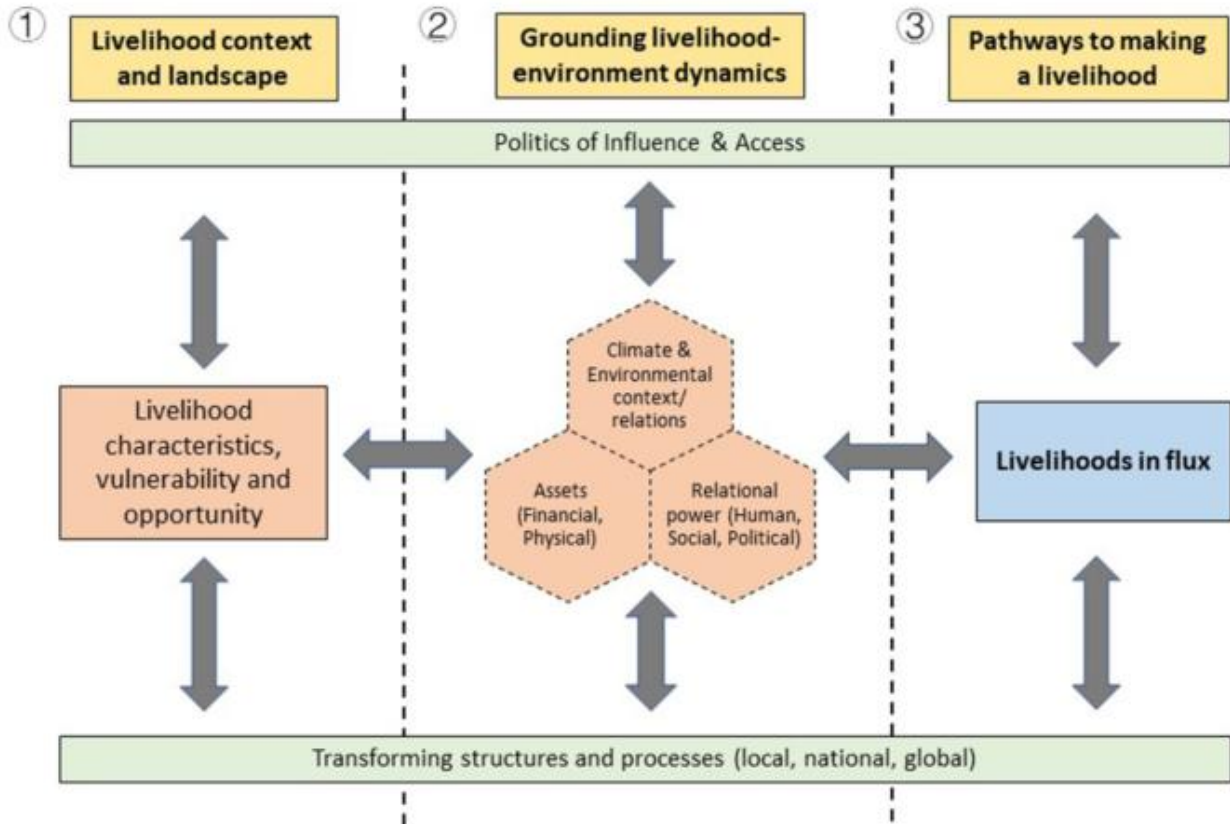 ①
Livelihood context
and landscape
②
Grounding livelihood-
environment dynamics
③
Pathways to making
a livelihood
Politics of Influence & Access
Livelihood
characteristics,
vulnerability and
opportunity
Climate &
Environmental
context/
relations
Assets
(Financial,
Physical)
Relational
power (Human,
Social, Political)
Livelihoods in flux
Transforming structures and processes (local, national, global)